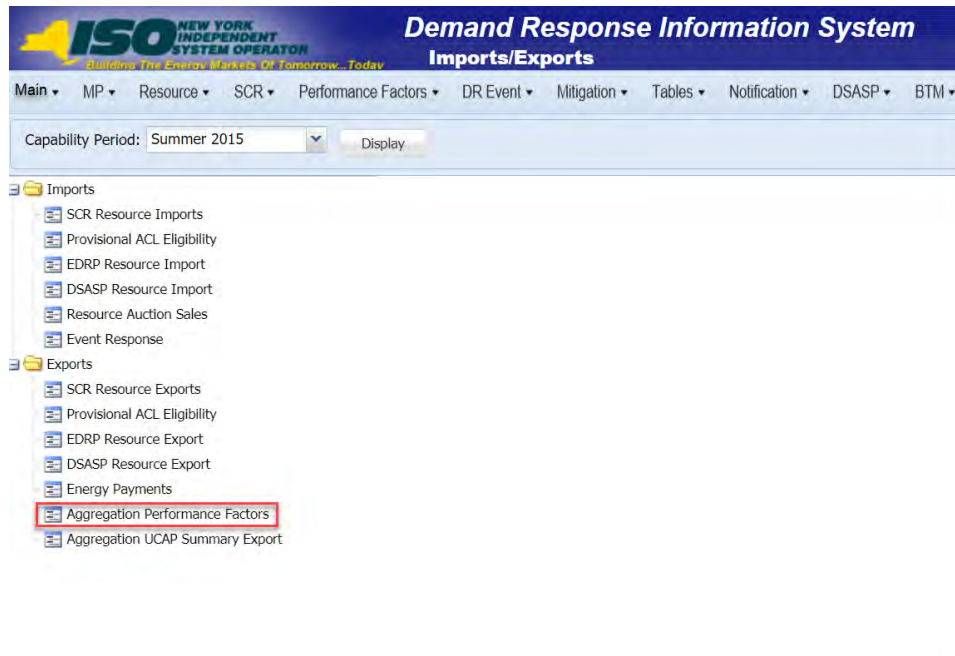 ISO NEW YORK INDEPENDENT SYSTEM OPERATOR
Building The Energy Markets Of Tomorrow...Today
Demand Response Information System
Imports/Exports
Main MP Resource SCR Performance Factors DR Event Mitigation Tables Notification DSASP BTM
Capability Period: Summer 2015 Display
Imports
SCR Resource Imports
Provisional ACL Eligibility
EDRP Resource Import
DSASP Resource Import
Resource Auction Sales
Event Response
Exports
SCR Resource Exports
Provisional ACL Eligibility
EDRP Resource Export
DSASP Resource Export
Energy Payments
Aggregation Performance Factors
Aggregation UCAP Summary Export